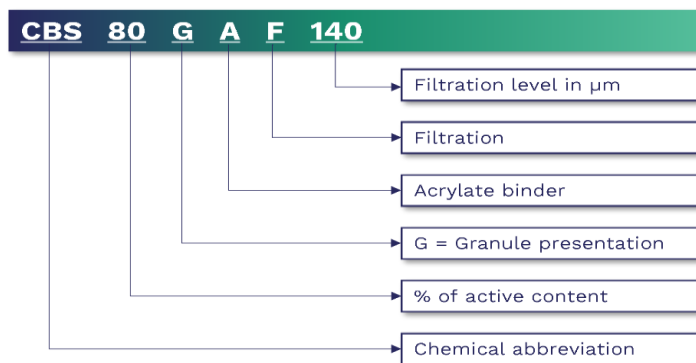 CBS 80 G A F 140
Filtration level in µm
Filtration
Acrylate binder
G = Granule presentation
% of active content
Chemical abbreviation